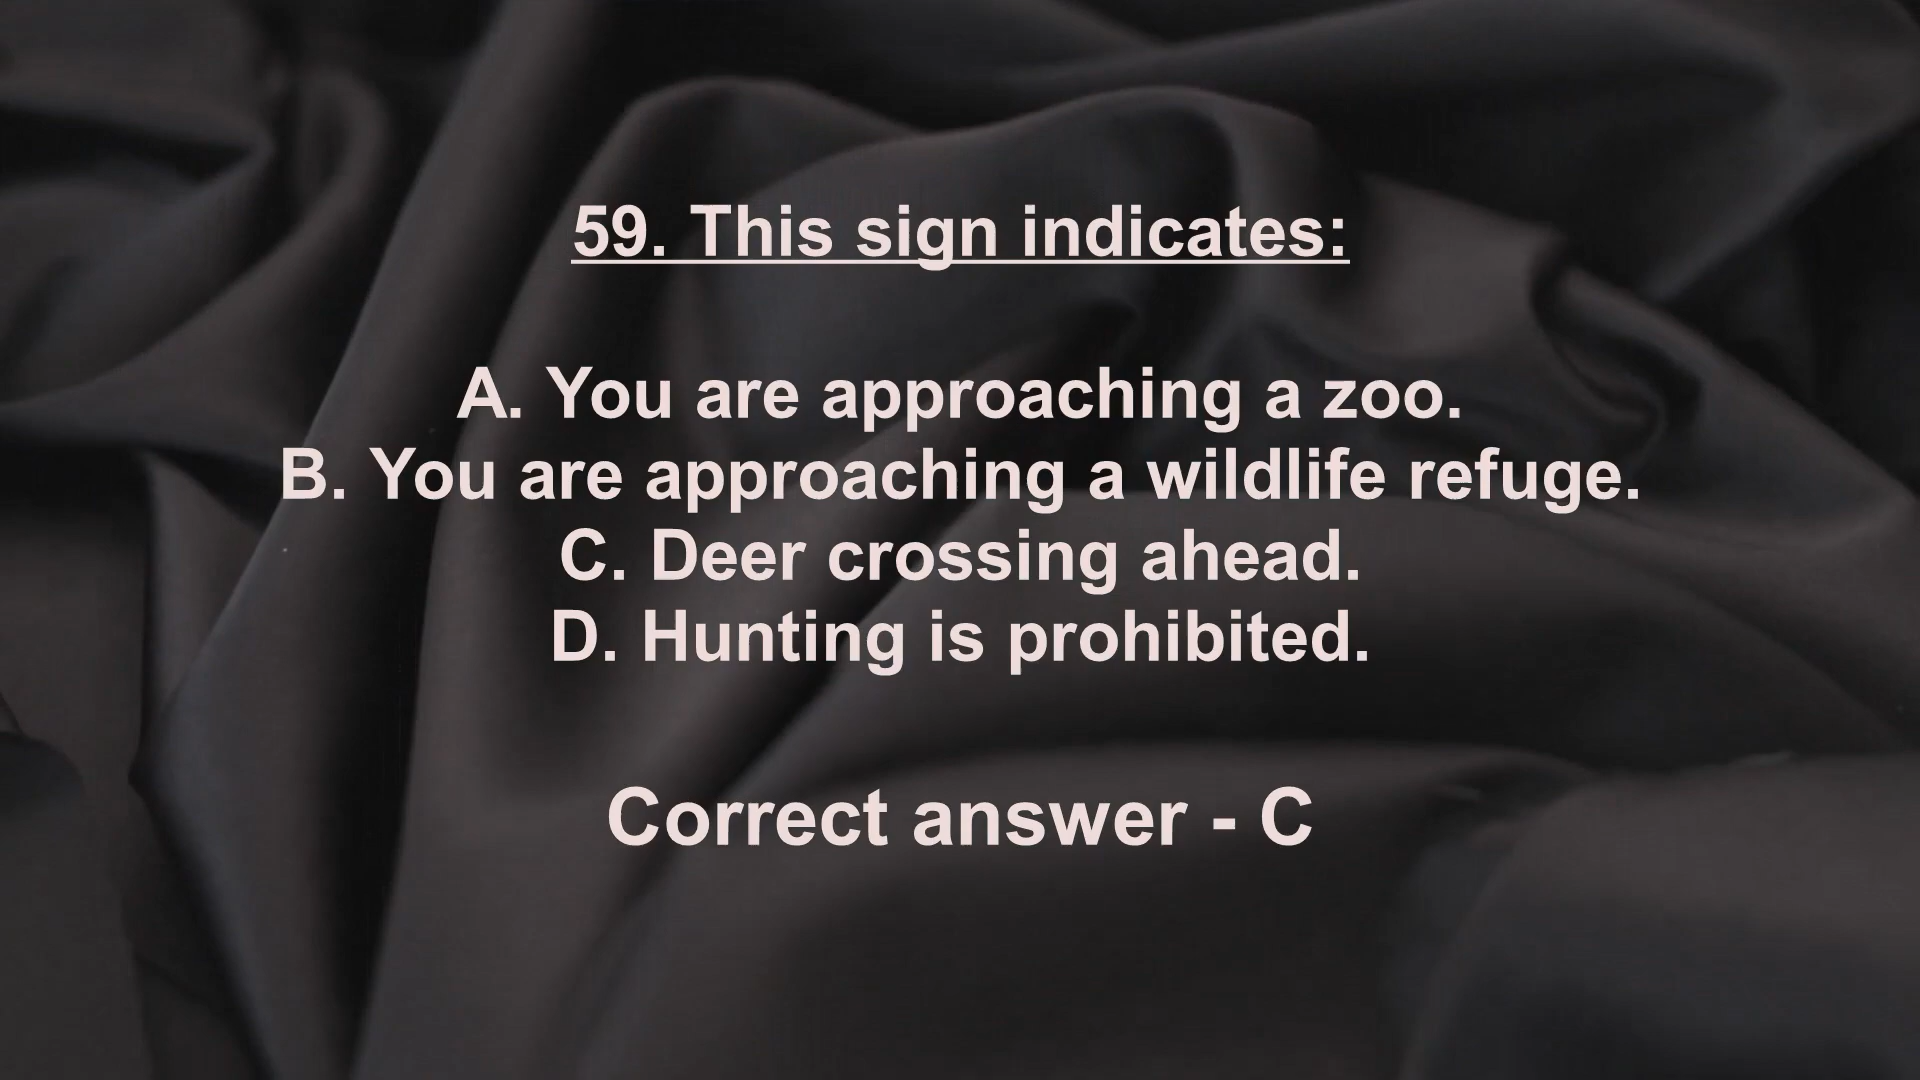 59. This sign indicates:
A. You are approaching a zoo.
B. You are approaching a wildlife refuge.
C. Deer crossing ahead.
D. Hunting is prohibited.
Correct answer - C